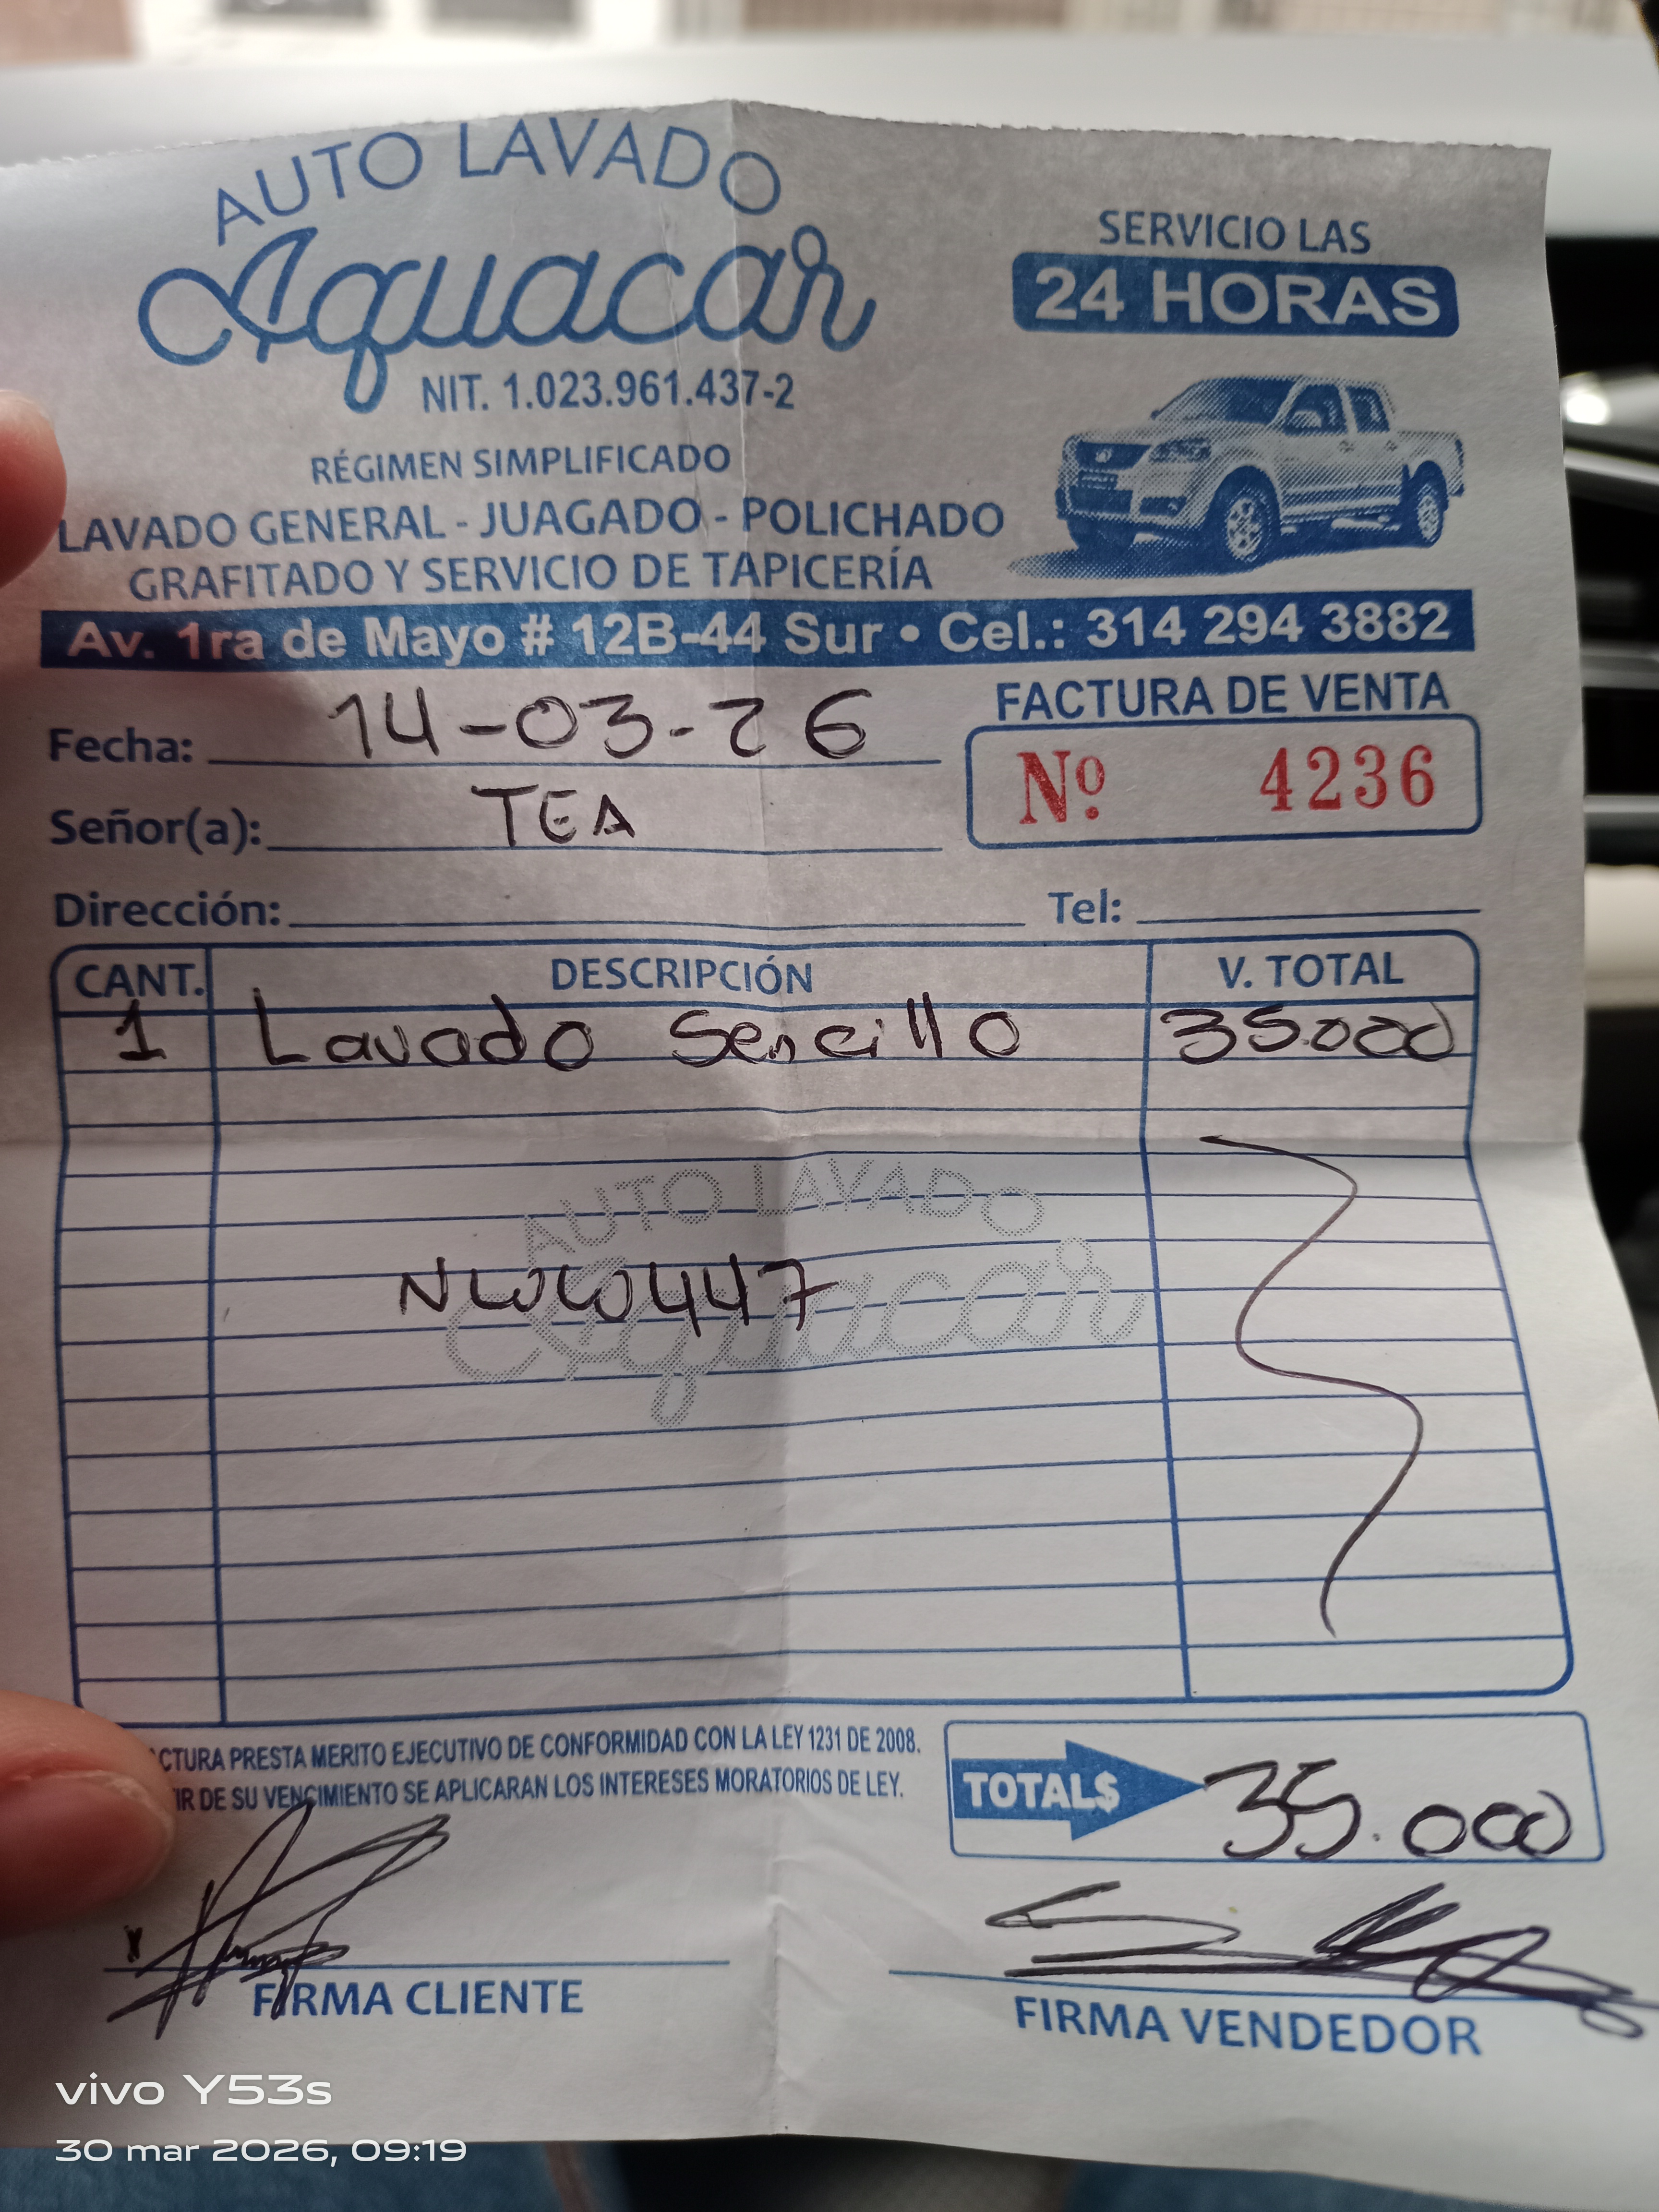 AUTO LAVADO
Aquacar
NIT. 1.023.961.437-2
RÉGIMEN SIMPLIFICADO
LAVADO GENERAL - JUAGADO - POLICHADO
GRAFITADO Y SERVICIO DE TAPICERÍA
SERVICIO LAS
24 HORAS
Av. 1ra de Mayo # 12B-44 Sur • Cel.: 314 294 3882
Fecha: 14-03-26
FACTURA DE VENTA
Nº 4236
Señor(a): TEA
Dirección: Tel:
CANT. DESCRIPCIÓN V. TOTAL
1 Lavado Sencillo 35.000
AUTO LAVADO
Aquacar
447
CTURA PRESTA MERITO EJECUTIVO DE CONFORMIDAD CON LA LEY 1231 DE 2008.
IR DE SU VENCIMIENTO SE APLICARAN LOS INTERESES MORATORIOS DE LEY.
TOTAL$ 35.000
FIRMA CLIENTE
FIRMA VENDEDOR
vivo Y53s
30 mar 2026, 09:19